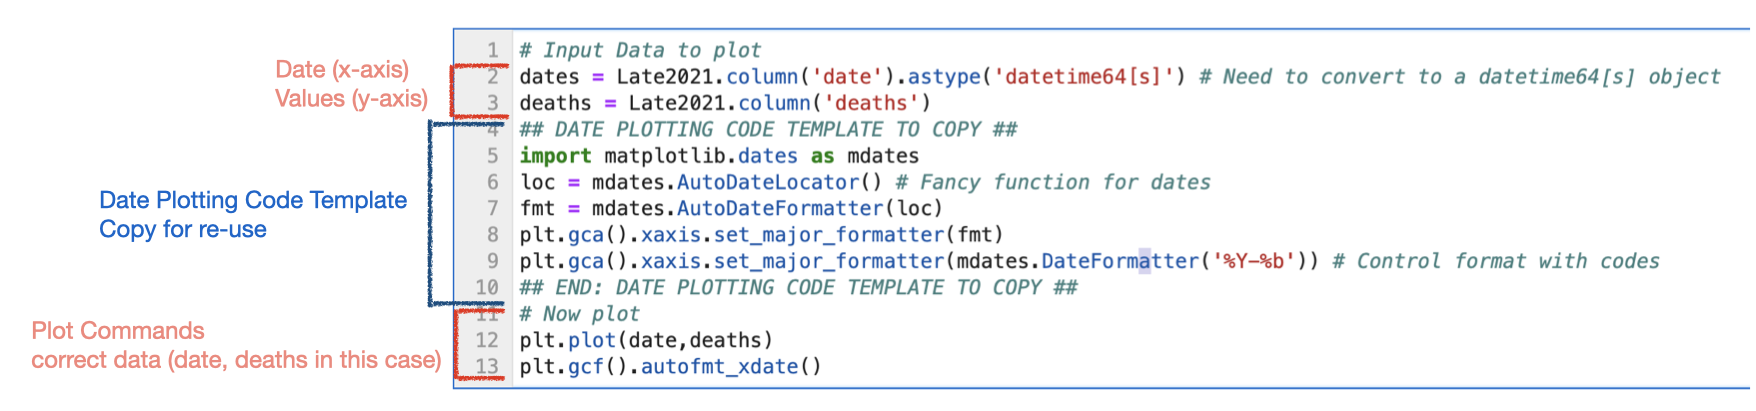 Date (x-axis)
Values (y-axis)
Date Plotting Code Template
Copy for re-use
Plot Commands
correct data (date, deaths in this case)
1 # Input Data to plot
2 dates = Late2021.column('date').astype('datetime64[s]') # Need to convert to a datetime64[s] object
3 deaths = Late2021.column('deaths')
4 ## DATE PLOTTING CODE TEMPLATE TO COPY ##
5 import matplotlib.dates as mdates
6 loc = mdates.AutoDateLocator() # Fancy function for dates
7 fmt = mdates.AutoDateFormatter(loc)
8 plt.gca().xaxis.set_major_formatter(fmt)
9 plt.gca().xaxis.set_major_formatter(mdates.DateFormatter('%Y-%b')) # Control format with codes
10 ## END: DATE PLOTTING CODE TEMPLATE TO COPY ##
11 # Now plot
12 plt.plot(date,deaths)
13 plt.gcf().autofmt_xdate()